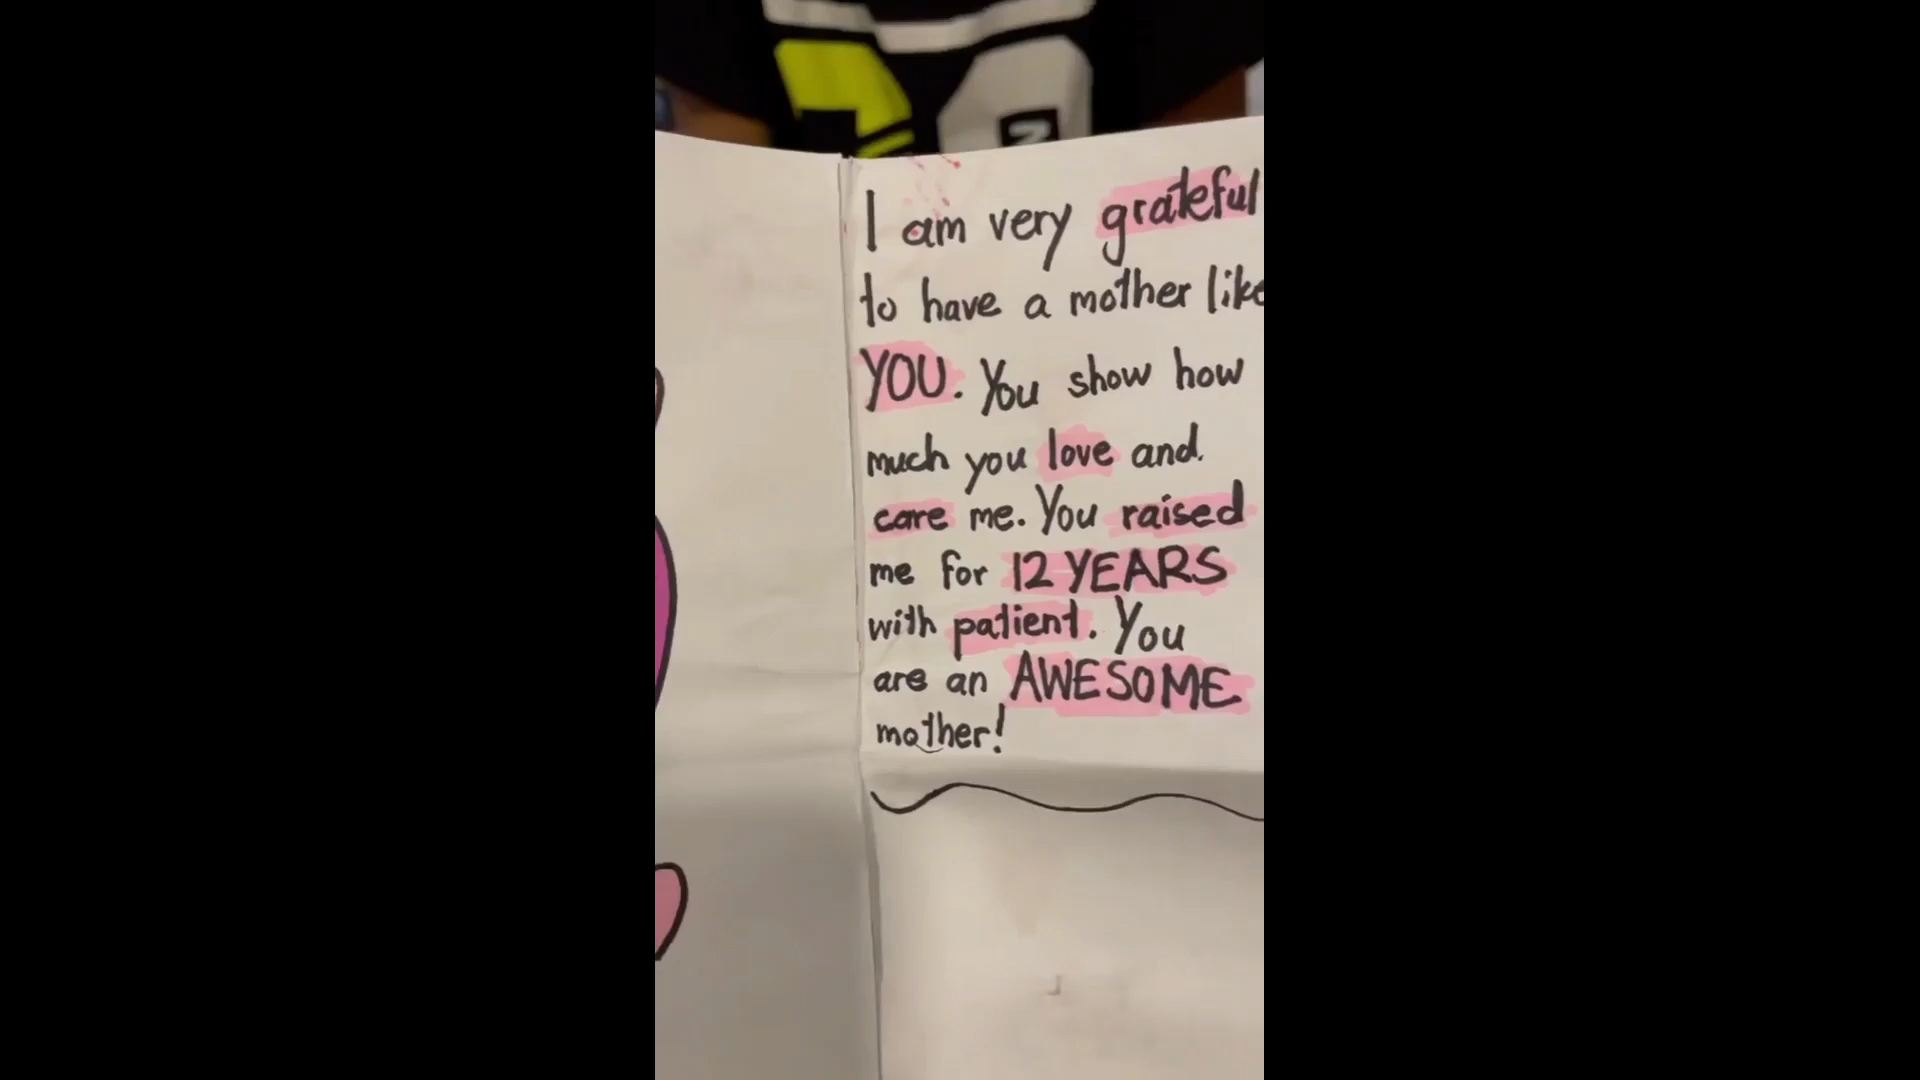 I am very grateful
to have a mother like
YOU. You show how
much you love and
care me. You raised
me for 12 YEARS
with patient. You
are an AWESOME
mother!